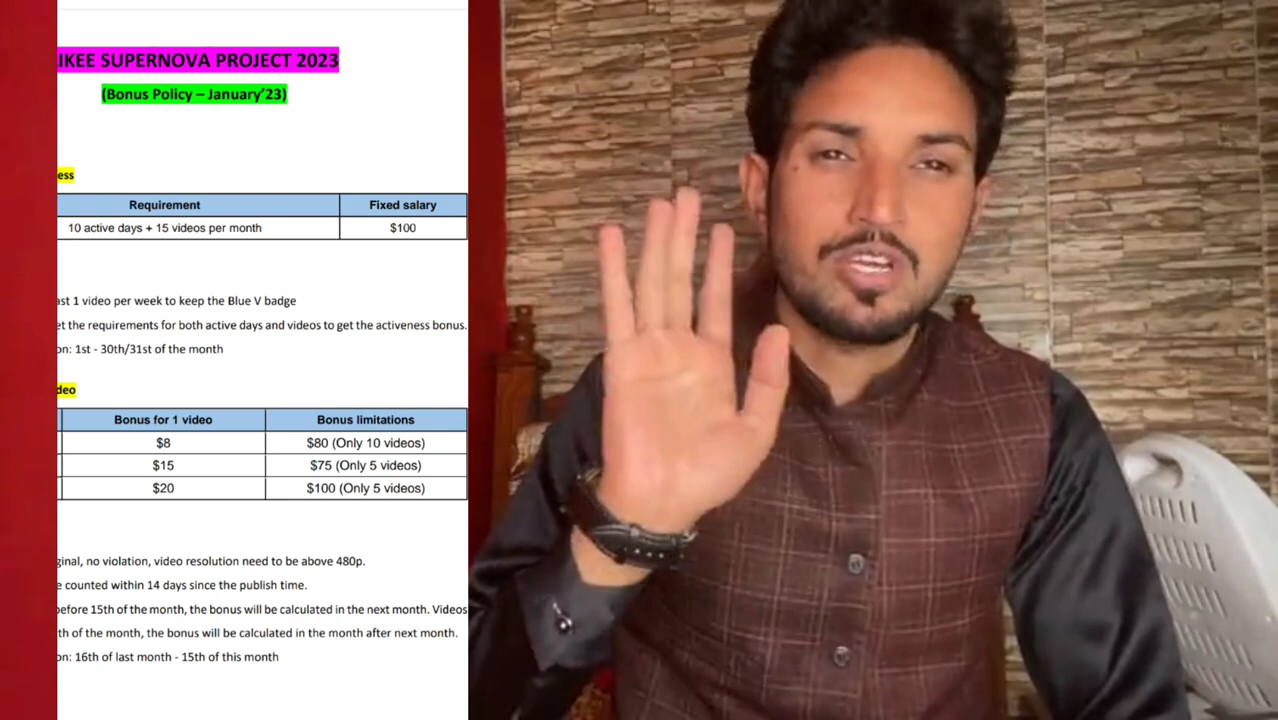 IKEE SUPERNOVA PROJECT 2023
(Bonus Policy – January'23)
ess
Requirement Fixed salary
10 active days + 15 videos per month $100
ast 1 video per week to keep the Blue V badge
et the requirements for both active days and videos to get the activeness bonus.
on: 1st - 30th/31st of the month
deo
Bonus for 1 video Bonus limitations
$8 $80 (Only 10 videos)
$15 $75 (Only 5 videos)
$20 $100 (Only 5 videos)
ginal, no violation, video resolution need to be above 480p.
e counted within 14 days since the publish time.
before 15th of the month, the bonus will be calculated in the next month. Videos
th of the month, the bonus will be calculated in the month after next month.
on: 16th of last month - 15th of this month